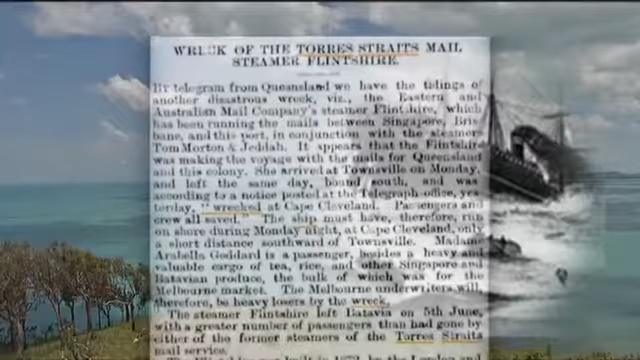 WRECK OF THE TORRES STRAITS MAIL
STEAMER FLINTSHIRE.
By telegram from Queensland we have the tidings of
another disastrous wreck, viz., the Eastern and
Australian Mail Company's steamer Flintshire, which
has been running the mails between Singapore, Bris-
bane, and this port, in conjunction with the steamers
Tom Morton & Jeddah. It appears that the Flintshire
was making the voyage with the mails for Queensland
and this colony. She arrived at Townsville on Monday,
and left the same day, bound south, and was
according to a notice posted at the Telegraph office, yes
terday, "wrecked at Cape Cleveland. Passengers and
crew all saved." The ship must have, therefore, run
on shore during Monday night, at Cape Cleveland, only
a short distance southward of Townsville. Madame
Arabella Goddard is a passenger, besides a heavy and
valuable cargo of tea, rice, and other Singapore and
Batavian produce, the bulk of which was for the
Melbourne market. The Melbourne underwriters will,
therefore, be heavy losers by the wreck.
The steamer Flintshire left Batavia on 5th June,
with a greater number of passengers than had gone by
either of the former steamers of the Torres Straits
mail service.
built in 1872, by the London and